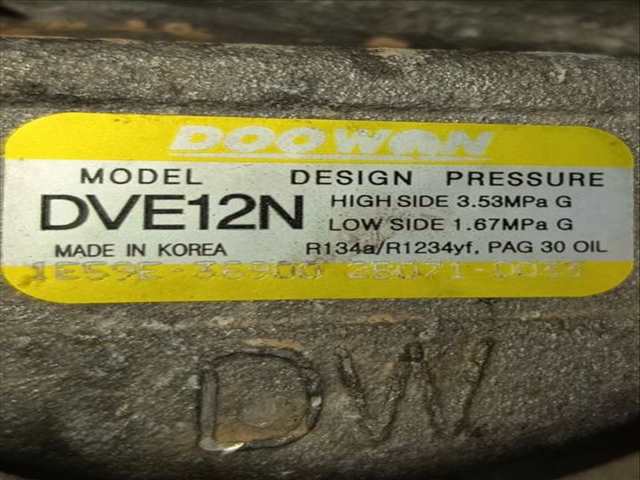 DOOWON
MODEL DESIGN PRESSURE
DVE12N HIGH SIDE 3.53MPa G
LOW SIDE 1.67MPa G
MADE IN KOREA R134a/R1234yf, PAG 30 OIL
DW